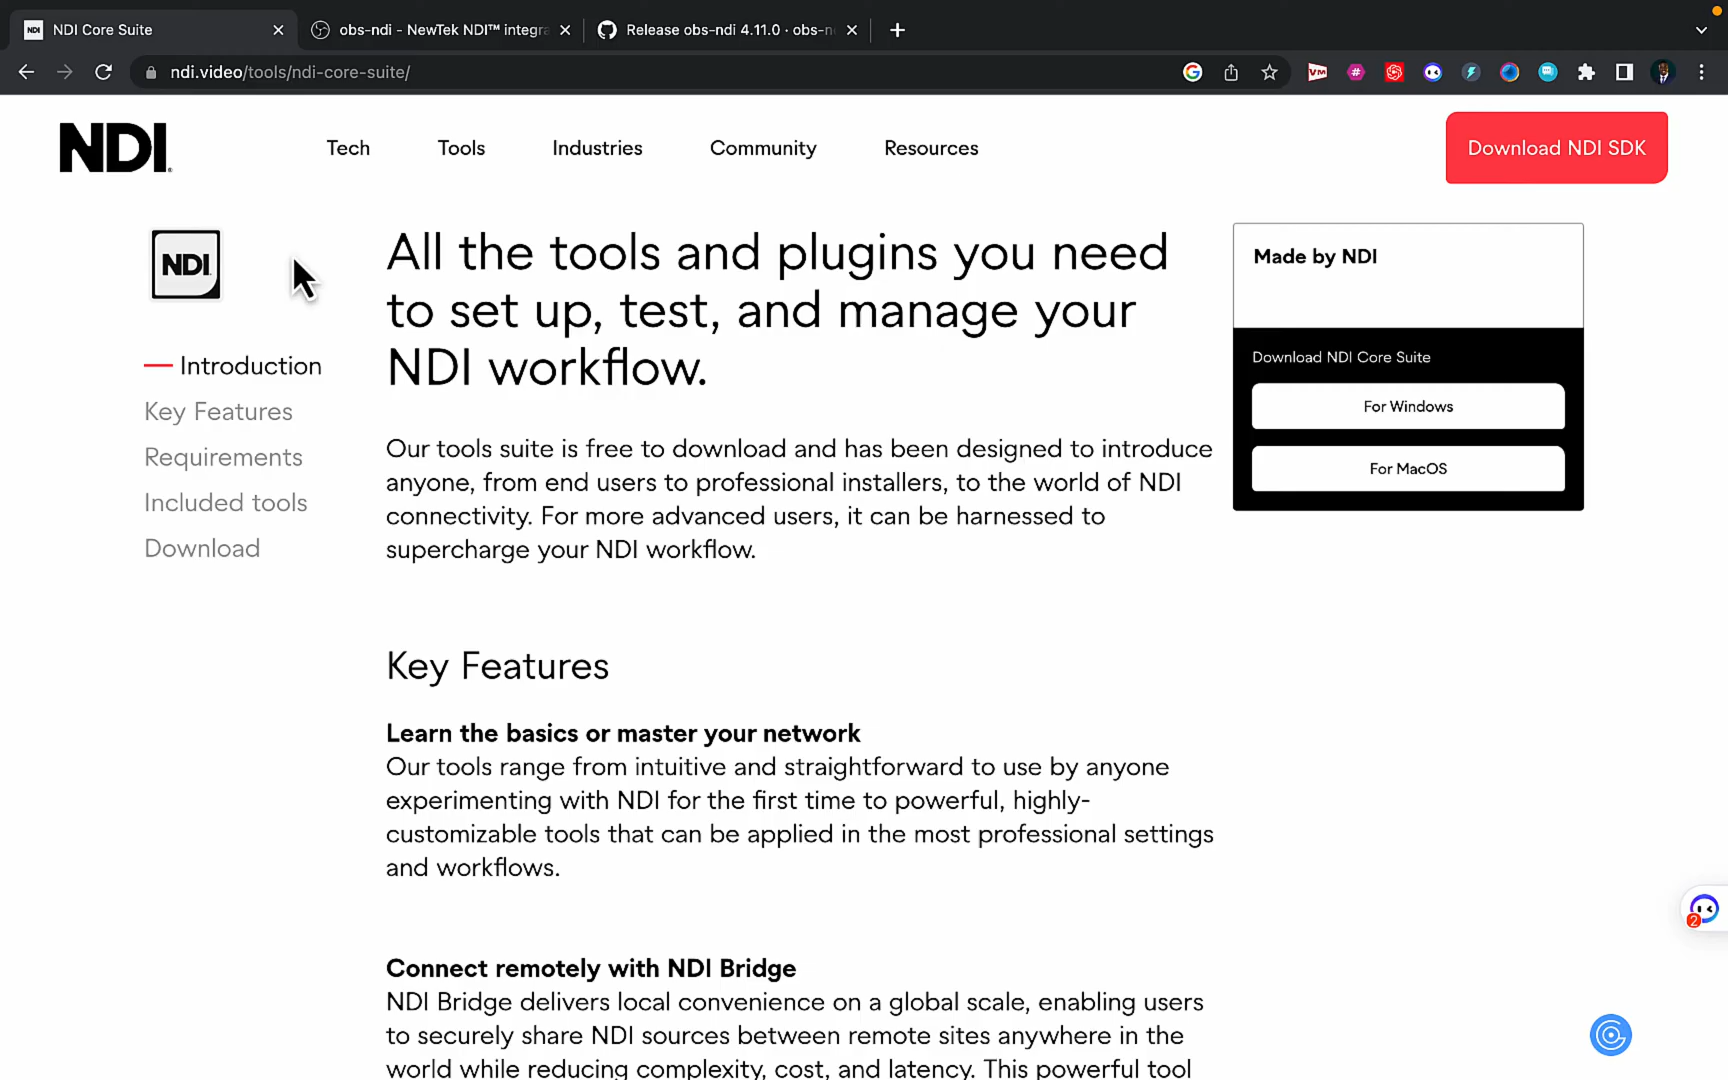 NDI Core Suite
obs-ndi - NewTek NDI™ integra
Release obs-ndi 4.11.0 · obs-n
ndi.video/tools/ndi-core-suite/
NDI
Tech
Tools
Industries
Community
Resources
Download NDI SDK
NDI
Introduction
Key Features
Requirements
Included tools
Download
All the tools and plugins you need
to set up, test, and manage your
NDI workflow.
Our tools suite is free to download and has been designed to introduce
anyone, from end users to professional installers, to the world of NDI
connectivity. For more advanced users, it can be harnessed to
supercharge your NDI workflow.
Made by NDI
Download NDI Core Suite
For Windows
For MacOS
Key Features
Learn the basics or master your network
Our tools range from intuitive and straightforward to use by anyone
experimenting with NDI for the first time to powerful, highly-
customizable tools that can be applied in the most professional settings
and workflows.
Connect remotely with NDI Bridge
NDI Bridge delivers local convenience on a global scale, enabling users
to securely share NDI sources between remote sites anywhere in the
world while reducing complexity, cost, and latency. This powerful tool
2